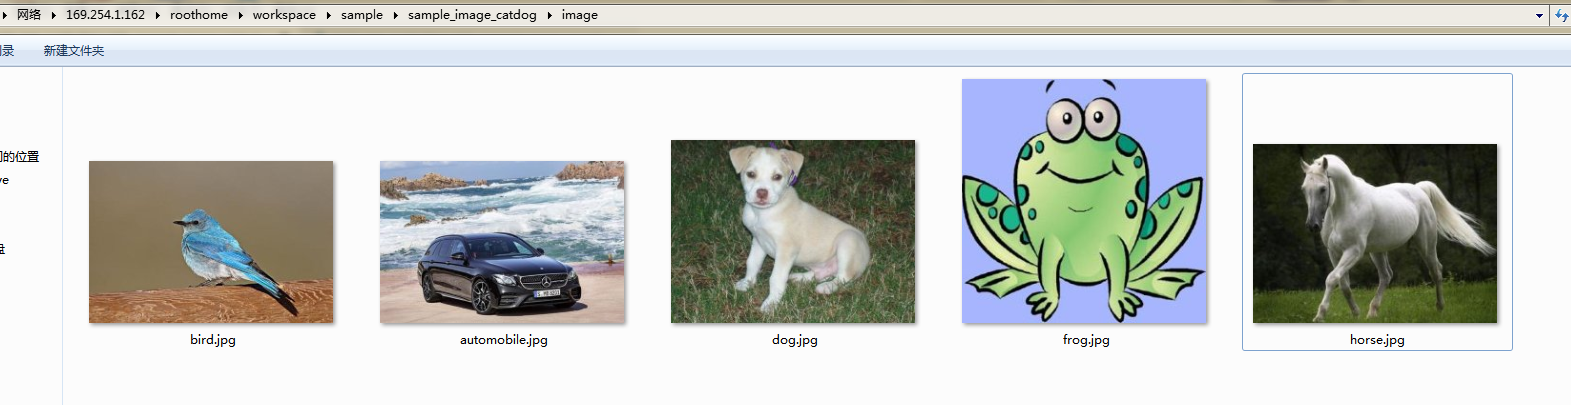 网络 169.254.1.162 roothome workspace sample sample_image_catdog image
录 新建文件夹
的位置
ve
盘
bird.jpg automobile.jpg dog.jpg frog.jpg horse.jpg